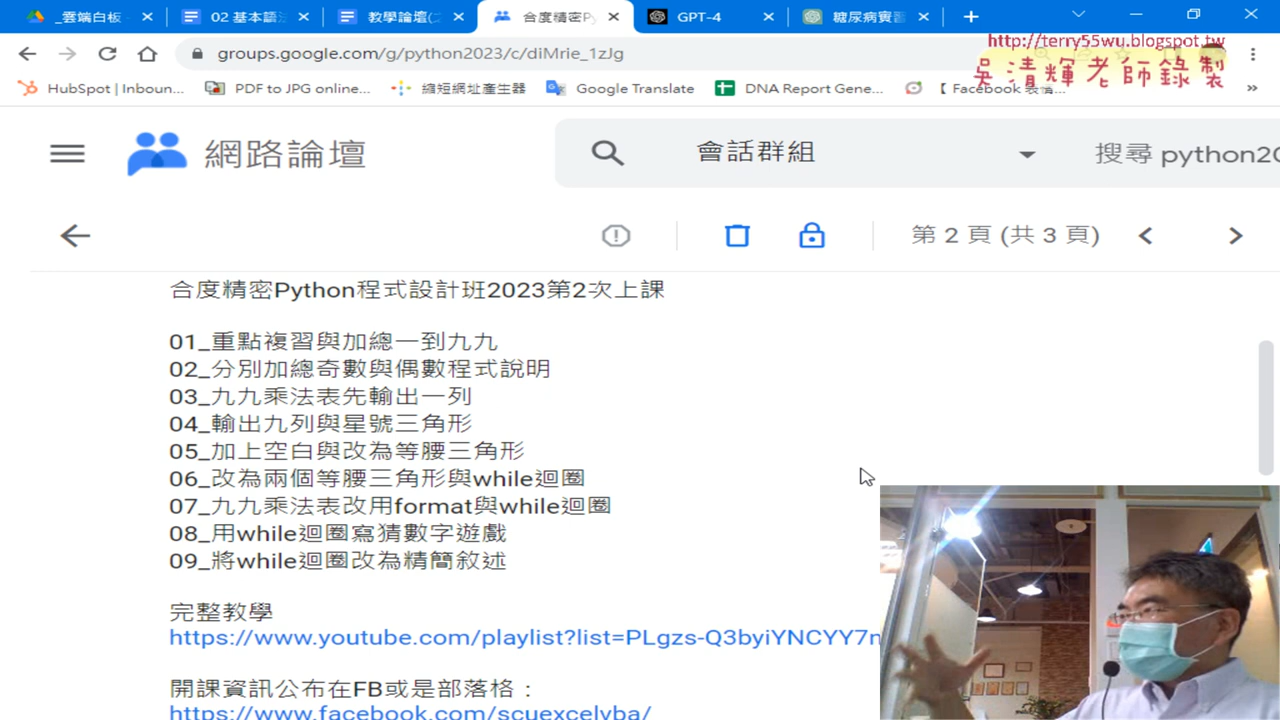 _雲端白板
02 基本語
教學論壇(
合度精密P
GPT-4
糖尿病實
groups.google.com/g/python2023/c/diMrie_1zJg
http://terry55wu.blogspot.tw
吳清輝老師錄製
HubSpot | Inboun...
PDF to JPG online...
縮短網址產生器
Google Translate
DNA Report Gene...
【 Facebook 表情...
»
網路論壇
會話群組
搜尋 python20
第 2 頁 (共 3 頁)
合度精密Python程式設計班2023第2次上課
01_重點複習與加總一到九九
02_分別加總奇數與偶數程式說明
03_九九乘法表先輸出一列
04_輸出九列與星號三角形
05_加上空白與改為等腰三角形
06_改為兩個等腰三角形與while迴圈
07_九九乘法表改用format與while迴圈
08_用while迴圈寫猜數字遊戲
09_將while迴圈改為精簡敘述
完整教學
https://www.youtube.com/playlist?list=PLgzs-Q3byiYNCYY7n
開課資訊公布在FB或是部落格：
https://www.facebook.com/scuexcelvba/